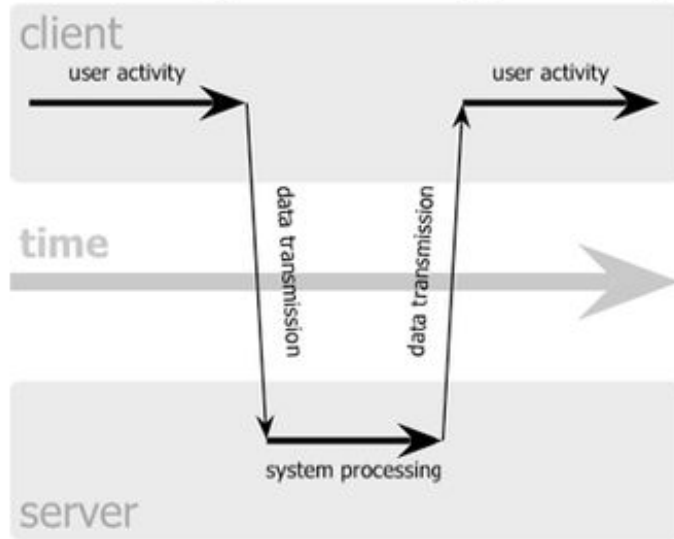 client
user activity
user activity
data transmission
data transmission
time
system processing
server